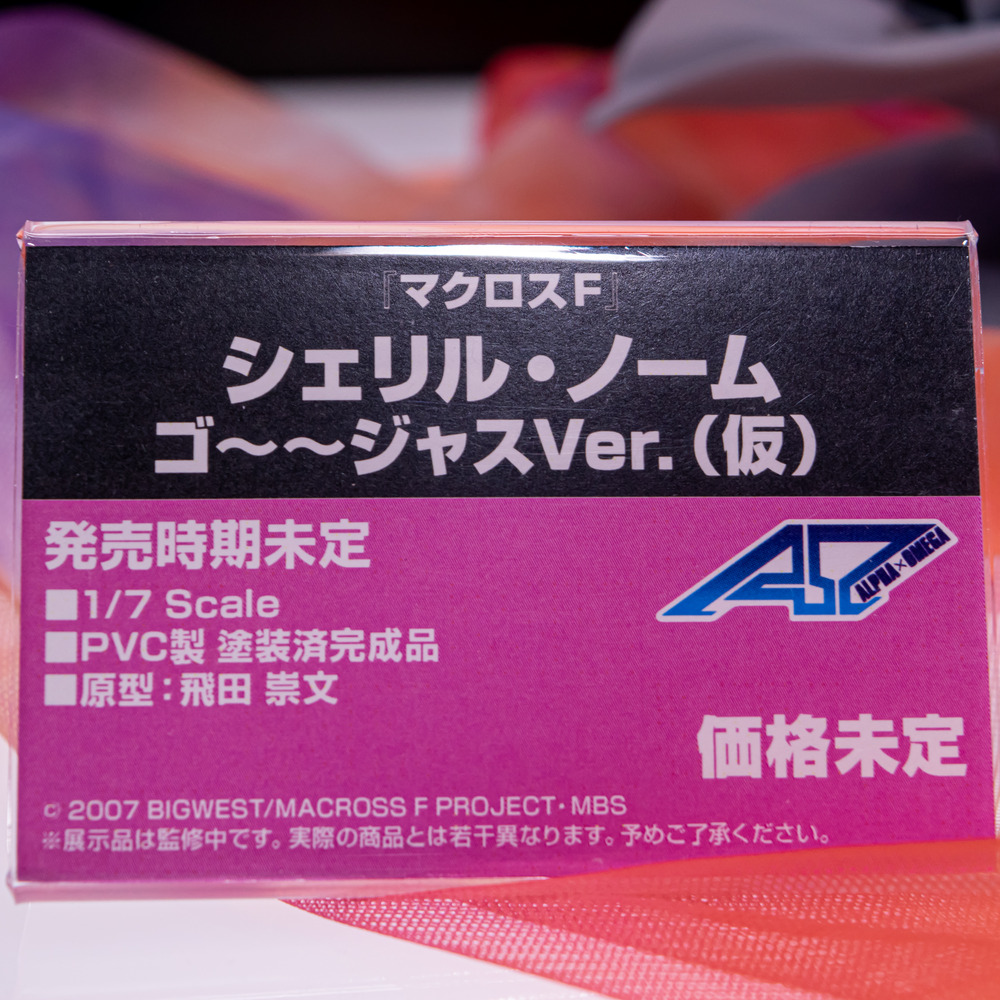 『マクロスF』
シェリル・ノーム
ゴ～～ジャスVer.（仮）
発売時期未定
ALPHA×OMEGA
■1/7 Scale
■PVC製 塗装済完成品
■原型：飛田 崇文
価格未定
© 2007 BIGWEST/MACROSS F PROJECT・MBS
※展示品は監修中です。実際の商品とは若干異なります。予めご了承ください。